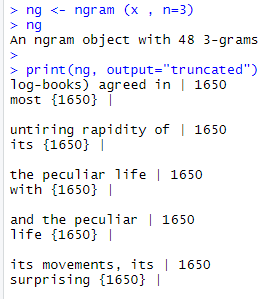 > ng <- ngram (x , n=3)
> ng
An ngram object with 48 3-grams
>
> print(ng, output="truncated")
log-books) agreed in | 1650
most {1650} |
untiring rapidity of | 1650
its {1650} |
the peculiar life | 1650
with {1650} |
and the peculiar | 1650
life {1650} |
its movements, its | 1650
surprising {1650} |